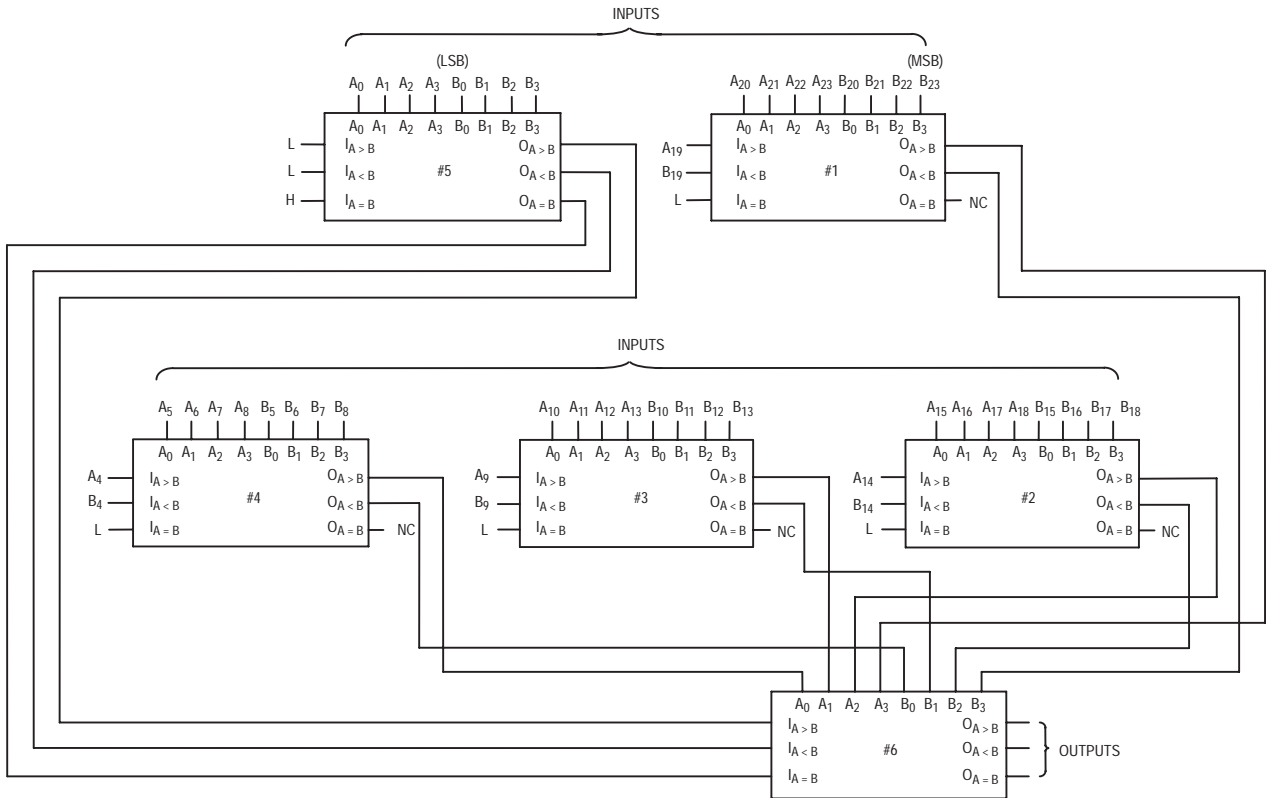 INPUTS
(LSB) (MSB)
A0 A1 A2 A3 B0 B1 B2 B3 A20 A21 A22 A23 B20 B21 B22 B23
A0 A1 A2 A3 B0 B1 B2 B3 A0 A1 A2 A3 B0 B1 B2 B3
L IA > B OA > B A19 IA > B OA > B
L IA < B #5 OA < B B19 IA < B #1 OA < B
H IA = B OA = B L IA = B OA = B NC
INPUTS
A5 A6 A7 A8 B5 B6 B7 B8 A10 A11 A12 A13 B10 B11 B12 B13 A15 A16 A17 A18 B15 B16 B17 B18
A0 A1 A2 A3 B0 B1 B2 B3 A0 A1 A2 A3 B0 B1 B2 B3 A0 A1 A2 A3 B0 B1 B2 B3
A4 IA > B OA > B A9 IA > B OA > B A14 IA > B OA > B
B4 IA < B #4 OA < B B9 IA < B #3 OA < B B14 IA < B #2 OA < B
L IA = B OA = B NC L IA = B OA = B NC L IA = B OA = B NC
A0 A1 A2 A3 B0 B1 B2 B3
IA > B OA > B
IA < B #6 OA < B OUTPUTS
IA = B OA = B